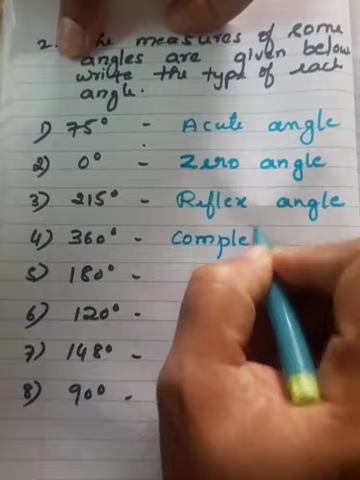 2. The measures of some
angles are given below
write the type of each
angle.
1) 75° - Acute angle
2) 0° - Zero angle
3) 215° - Reflex angle
4) 360° - Comple
5) 180° -
6) 120° -
7) 148° -
8) 90° -